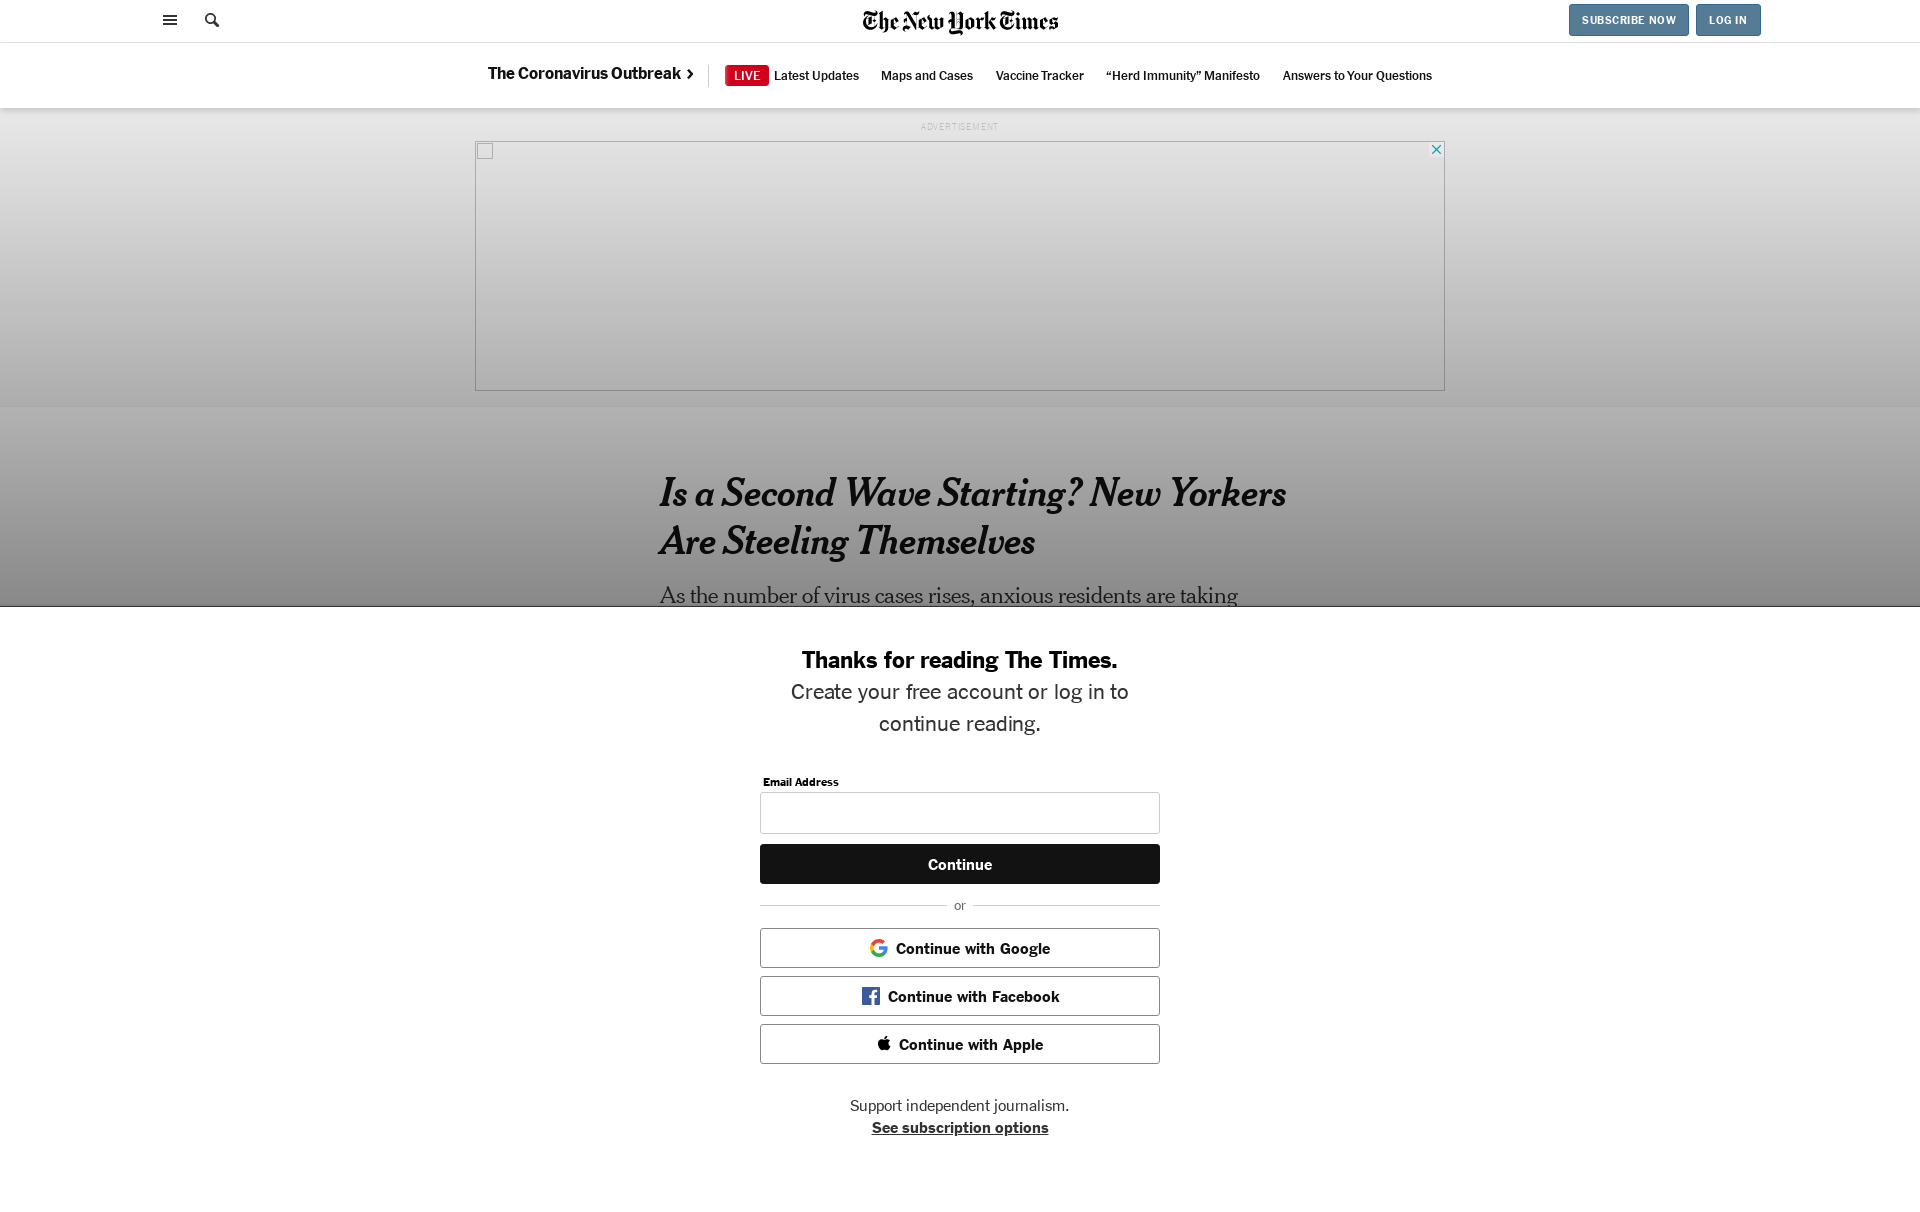 The New York Times
SUBSCRIBE NOW
LOG IN
The Coronavirus Outbreak
LIVE Latest Updates
Maps and Cases
Vaccine Tracker
“Herd Immunity” Manifesto
Answers to Your Questions
ADVERTISEMENT
Is a Second Wave Starting? New Yorkers
Are Steeling Themselves
As the number of virus cases rises, anxious residents are taking
Thanks for reading The Times.
Create your free account or log in to
continue reading.
Email Address
Continue
or
Continue with Google
Continue with Facebook
Continue with Apple
Support independent journalism.
See subscription options